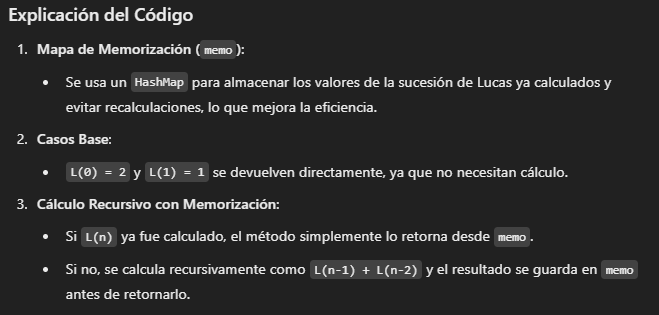 Explicación del Código
1. Mapa de Memorización (memo):
• Se usa un HashMap para almacenar los valores de la sucesión de Lucas ya calculados y
evitar recalculaciones, lo que mejora la eficiencia.
2. Casos Base:
• L(0) = 2 y L(1) = 1 se devuelven directamente, ya que no necesitan cálculo.
3. Cálculo Recursivo con Memorización:
• Si L(n) ya fue calculado, el método simplemente lo retorna desde memo.
• Si no, se calcula recursivamente como L(n-1) + L(n-2) y el resultado se guarda en memo
antes de retornarlo.